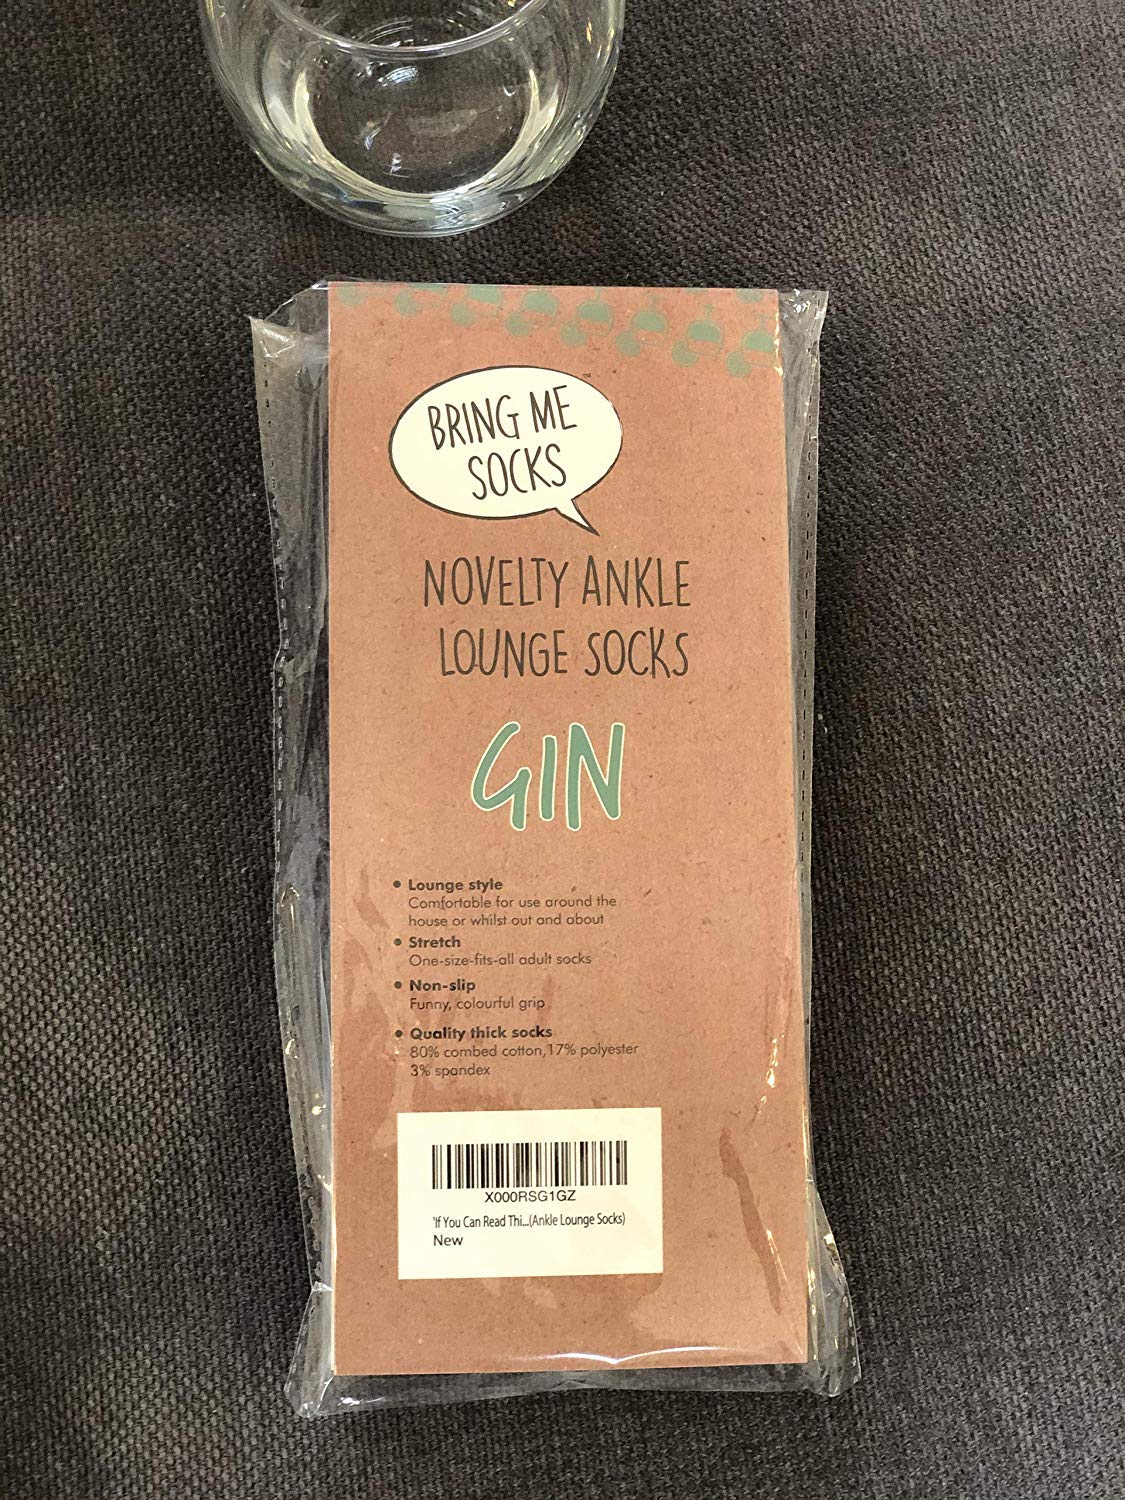 BRING ME
SOCKS
™
NOVELTY ANKLE
LOUNGE SOCKS
GIN
• Lounge style
Comfortable for use around the
house or whilst out and about
• Stretch
One-size-fits-all adult socks
• Non-slip
Funny, colourful grip
• Quality thick socks
80% combed cotton,17% polyester
3% spandex
X000RSG1GZ
'If You Can Read Thi...(Ankle Lounge Socks)
New